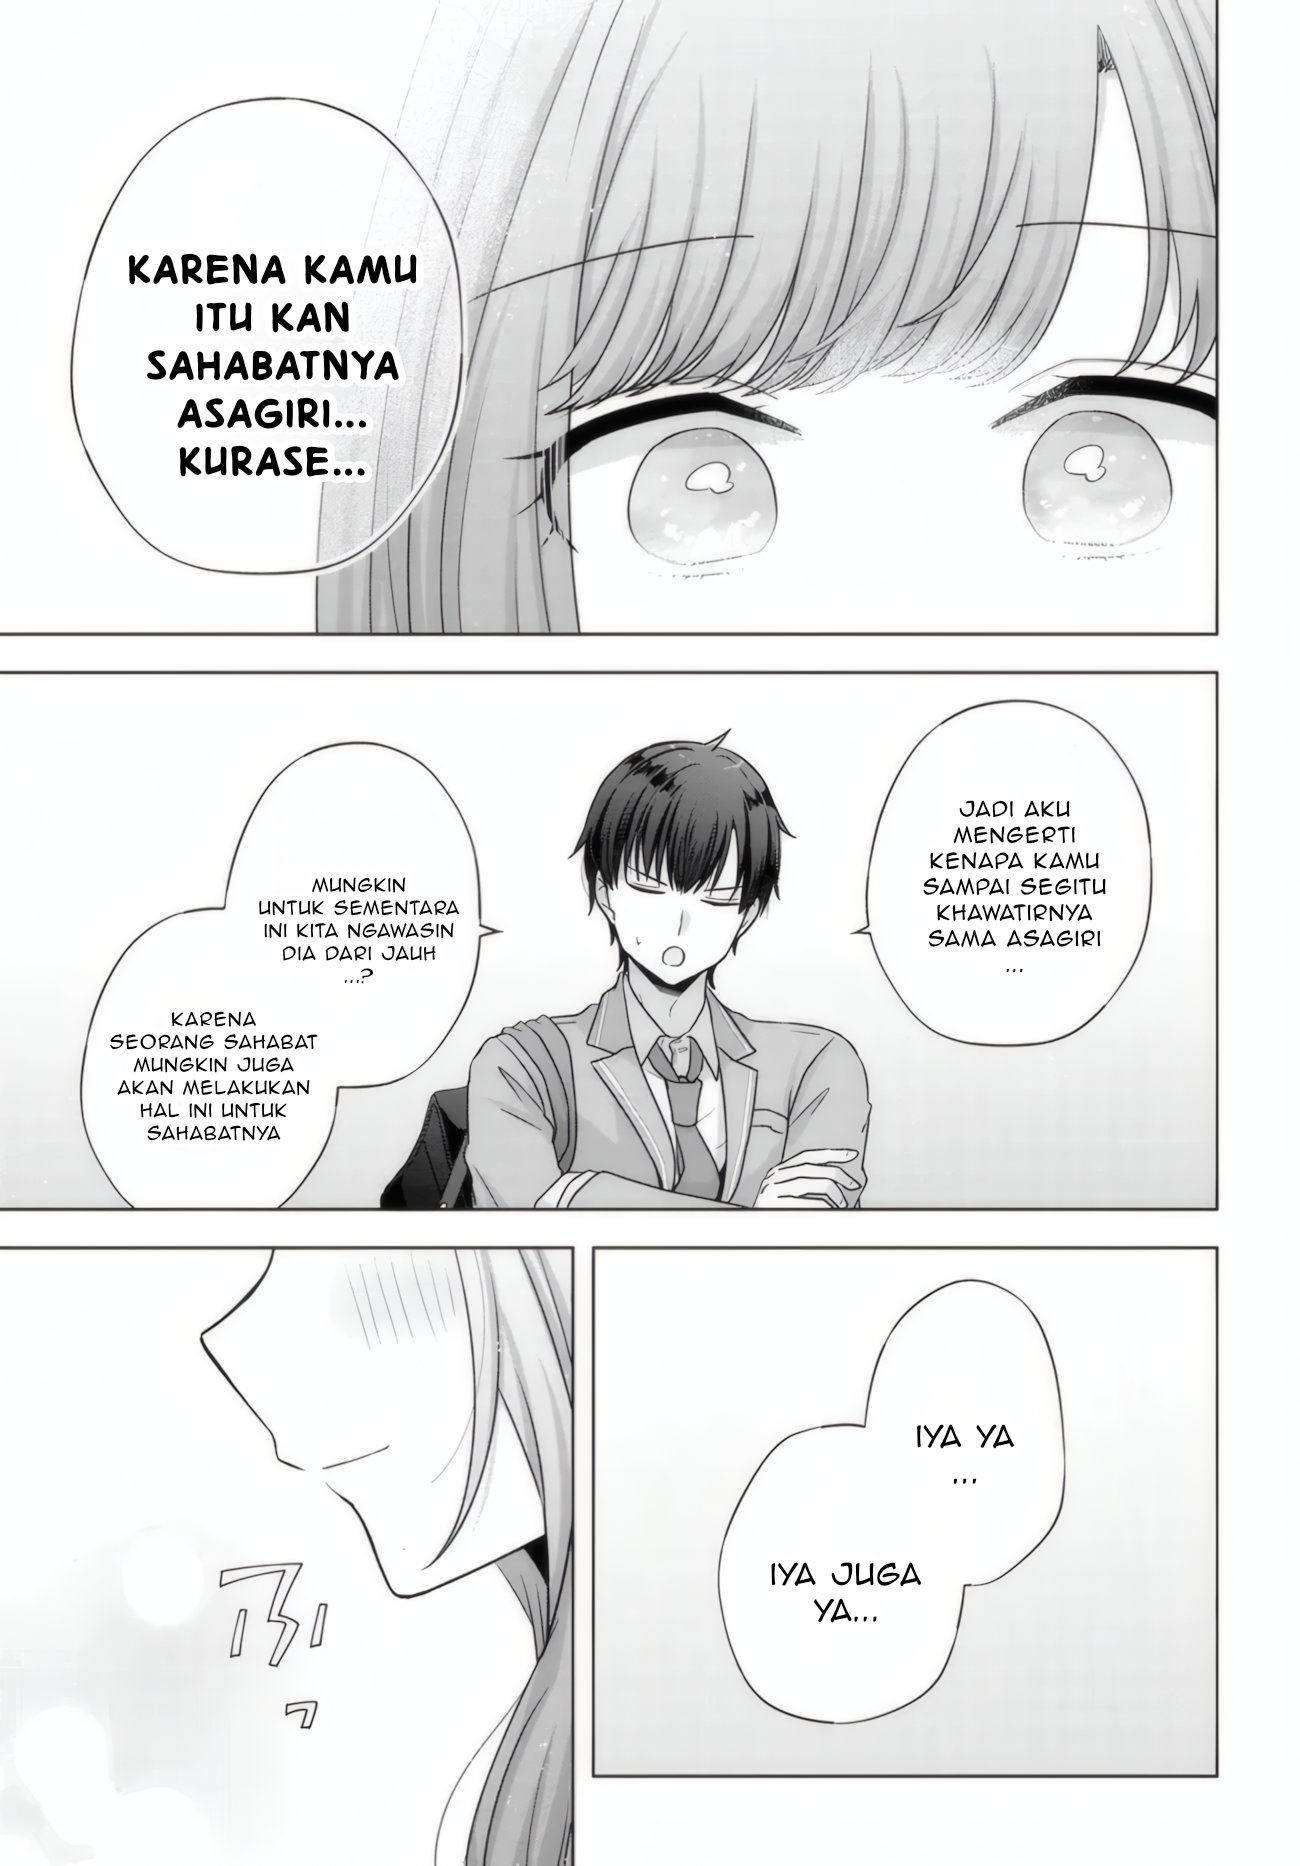 KARENA KAMU
ITU KAN
SAHABATNYA
ASAGIRI...
KURASE...
JADI AKU
MENGERTI
KENAPA KAMU
SAMPAI SEGITU
KHAWATIRNYA
SAMA ASAGIRI
...
MUNGKIN
UNTUK SEMENTARA
INI KITA NGAWASIN
DIA DARI JAUH
...?
KARENA
SEORANG SAHABAT
MUNGKIN JUGA
AKAN MELAKUKAN
HAL INI UNTUK
SAHABATNYA
IYA YA
...
IYA JUGA
YA...
ふっ